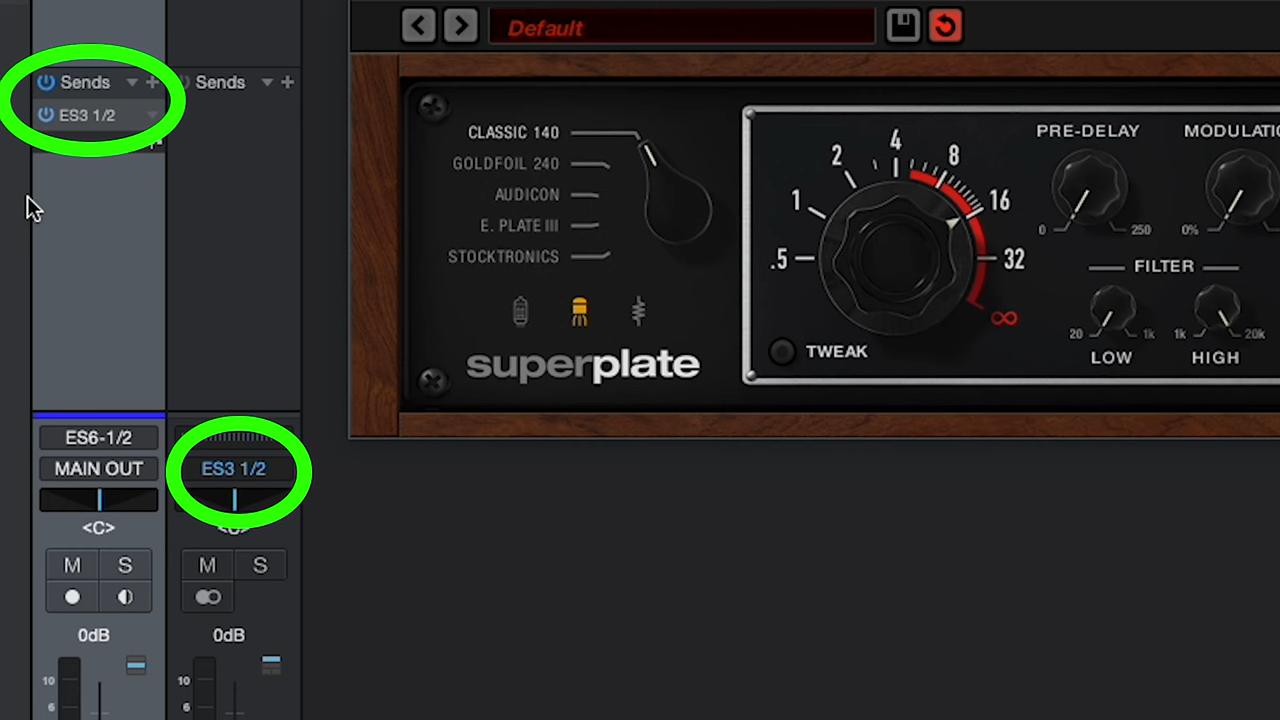 Default
Sends
Sends
ES3 1/2
CLASSIC 140
GOLDFOIL 240
AUDICON
E. PLATE III
STOCKTRONICS
superplate
.5
1
2
4
8
16
32
∞
TWEAK
PRE-DELAY
0
250
MODULATIO
0%
FILTER
20
1k
1k
20k
LOW
HIGH
ES6-1/2
MAIN OUT
ES3 1/2
<C>
<C>
M S
M S
0dB
0dB
10
10
6
6